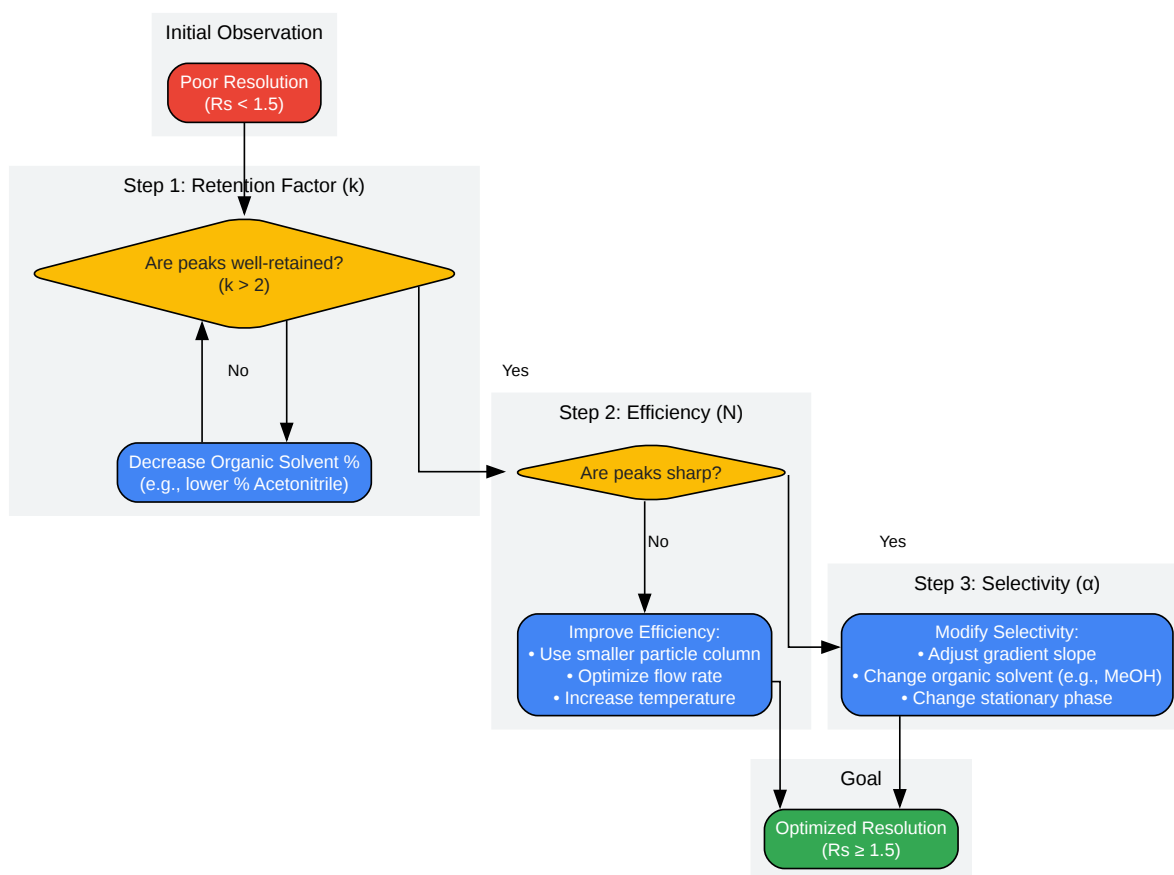 Initial Observation
Poor Resolution
(Rs < 1.5)
Step 1: Retention Factor (k)
Are peaks well-retained?
(k > 2)
No
Yes
Decrease Organic Solvent %
(e.g., lower % Acetonitrile)
Step 2: Efficiency (N)
Are peaks sharp?
No
Yes
Improve Efficiency:
• Use smaller particle column
• Optimize flow rate
• Increase temperature
Step 3: Selectivity (α)
Modify Selectivity:
• Adjust gradient slope
• Change organic solvent (e.g., MeOH)
• Change stationary phase
Goal
Optimized Resolution
(Rs ≥ 1.5)